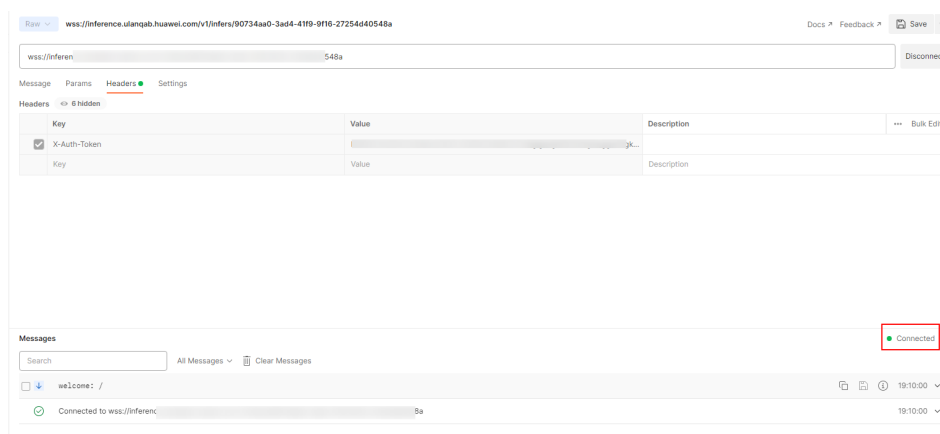 Raw wss://inference.ulanqab.huawei.com/v1/infers/90734aa0-3ad4-41f9-9f16-27254d40548a Docs Feedback Save
wss://inferen 548a Disconnec
Message Params Headers Settings
Headers 6 hidden
Key Value Description ••• Bulk Edi
X-Auth-Token
Key Value Description
Messages Connected
Search All Messages Clear Messages
welcome: / 19:10:00
Connected to wss://inferenc 8a 19:10:00